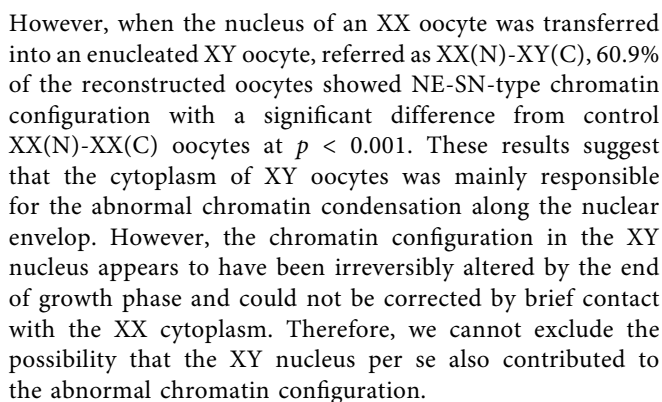 However, when the nucleus of an XX oocyte was transferred
into an enucleated XY oocyte, referred as XX(N)-XY(C), 60.9%
of the reconstructed oocytes showed NE-SN-type chromatin
configuration with a significant difference from control
XX(N)-XX(C) oocytes at p < 0.001. These results suggest
that the cytoplasm of XY oocytes was mainly responsible
for the abnormal chromatin condensation along the nuclear
envelop. However, the chromatin configuration in the XY
nucleus appears to have been irreversibly altered by the end
of growth phase and could not be corrected by brief contact
with the XX cytoplasm. Therefore, we cannot exclude the
possibility that the XY nucleus per se also contributed to
the abnormal chromatin configuration.